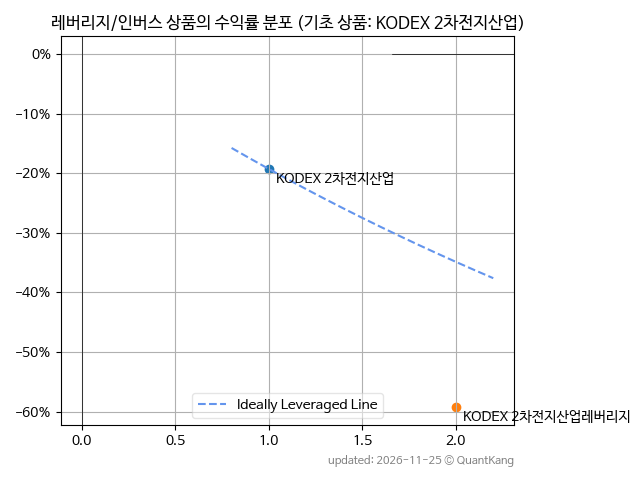 레버리지/인버스 상품의 수익률 분포 (기초 상품: KODEX 2차전지산업)
0%
−10%
−20%
−30%
−40%
−50%
−60%
KODEX 2차전지산업
Ideally Leveraged Line
KODEX 2차전지산업레버리지
0.0 0.5 1.0 1.5 2.0
updated: 2026-11-25 © QuantKang